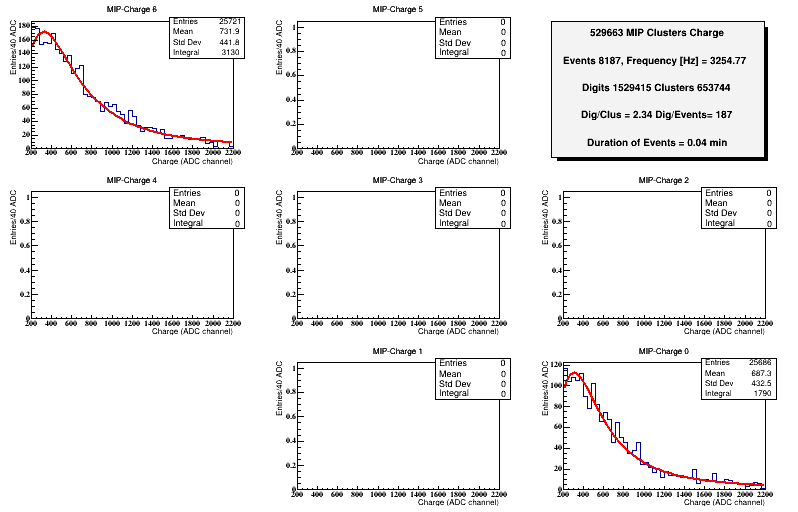 MIP-Charge 6
Entries 25721
Mean 731.9
Std Dev 441.8
Integral 3130
Entries/40 ADC
180
160
140
120
100
80
60
40
20
0
200 400 600 800 1000 1200 1400 1600 1800 2000 2200
Charge (ADC channel)
MIP-Charge 5
Entries 0
Mean 0
Std Dev 0
Integral 0
Entries/40 ADC
1
0.8
0.6
0.4
0.2
0
200 400 600 800 1000 1200 1400 1600 1800 2000 2200
Charge (ADC channel)
529663 MIP Clusters Charge
Events 8187, Frequency [Hz] = 3254.77
Digits 1529415 Clusters 653744
Dig/Clus = 2.34 Dig/Events= 187
Duration of Events = 0.04 min
MIP-Charge 4
Entries 0
Mean 0
Std Dev 0
Integral 0
Entries/40 ADC
1
0.8
0.6
0.4
0.2
0
200 400 600 800 1000 1200 1400 1600 1800 2000 2200
Charge (ADC channel)
MIP-Charge 3
Entries 0
Mean 0
Std Dev 0
Integral 0
Entries/40 ADC
1
0.8
0.6
0.4
0.2
0
200 400 600 800 1000 1200 1400 1600 1800 2000 2200
Charge (ADC channel)
MIP-Charge 2
Entries 0
Mean 0
Std Dev 0
Integral 0
Entries/40 ADC
1
0.8
0.6
0.4
0.2
0
200 400 600 800 1000 1200 1400 1600 1800 2000 2200
Charge (ADC channel)
MIP-Charge 1
Entries 0
Mean 0
Std Dev 0
Integral 0
Entries/40 ADC
1
0.8
0.6
0.4
0.2
0
200 400 600 800 1000 1200 1400 1600 1800 2000 2200
Charge (ADC channel)
MIP-Charge 0
Entries 25686
Mean 687.3
Std Dev 432.5
Integral 1790
Entries/40 ADC
120
100
80
60
40
20
0
200 400 600 800 1000 1200 1400 1600 1800 2000 2200
Charge (ADC channel)